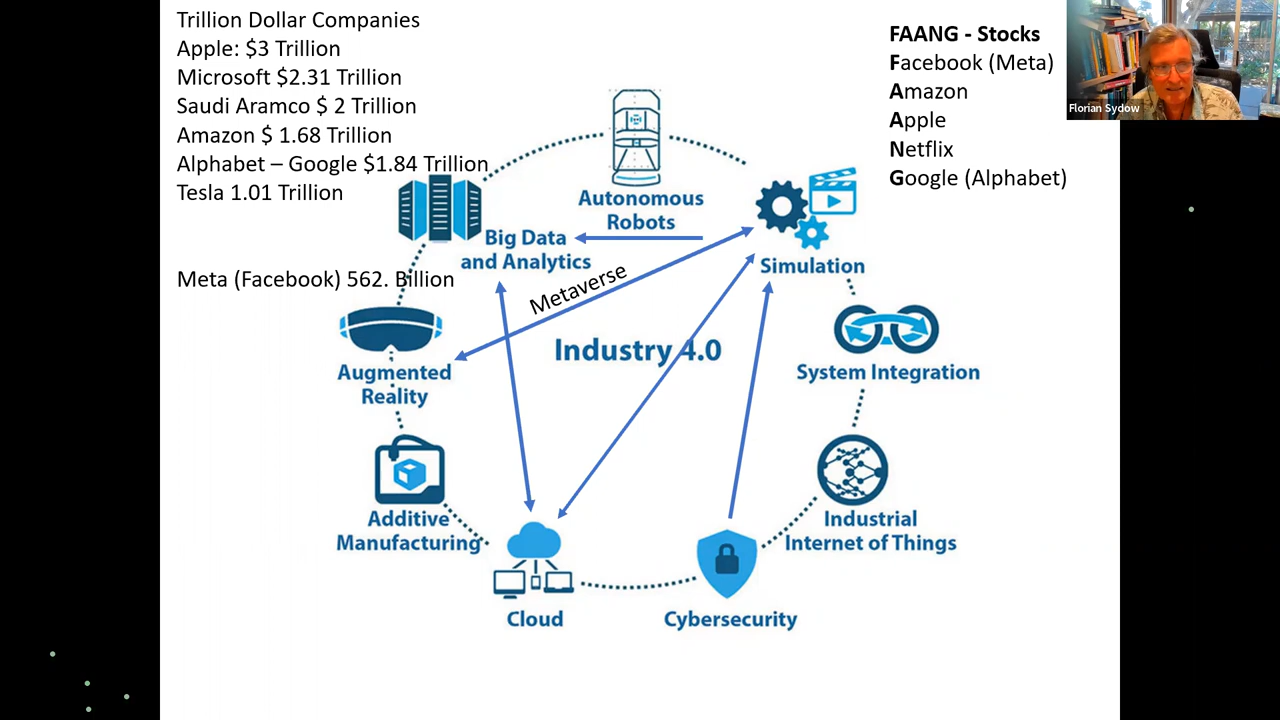 Trillion Dollar Companies
Apple: $3 Trillion
Microsoft $2.31 Trillion
Saudi Aramco $ 2 Trillion
Amazon $ 1.68 Trillion
Alphabet – Google $1.84 Trillion
Tesla 1.01 Trillion
Meta (Facebook) 562. Billion
FAANG - Stocks
Facebook (Meta)
Amazon
Apple
Netflix
Google (Alphabet)
Florian Sydow
Autonomous
Robots
Big Data
and Analytics
Simulation
Metaverse
Industry 4.0
Augmented
Reality
System Integration
Additive
Manufacturing
Industrial
Internet of Things
Cloud
Cybersecurity